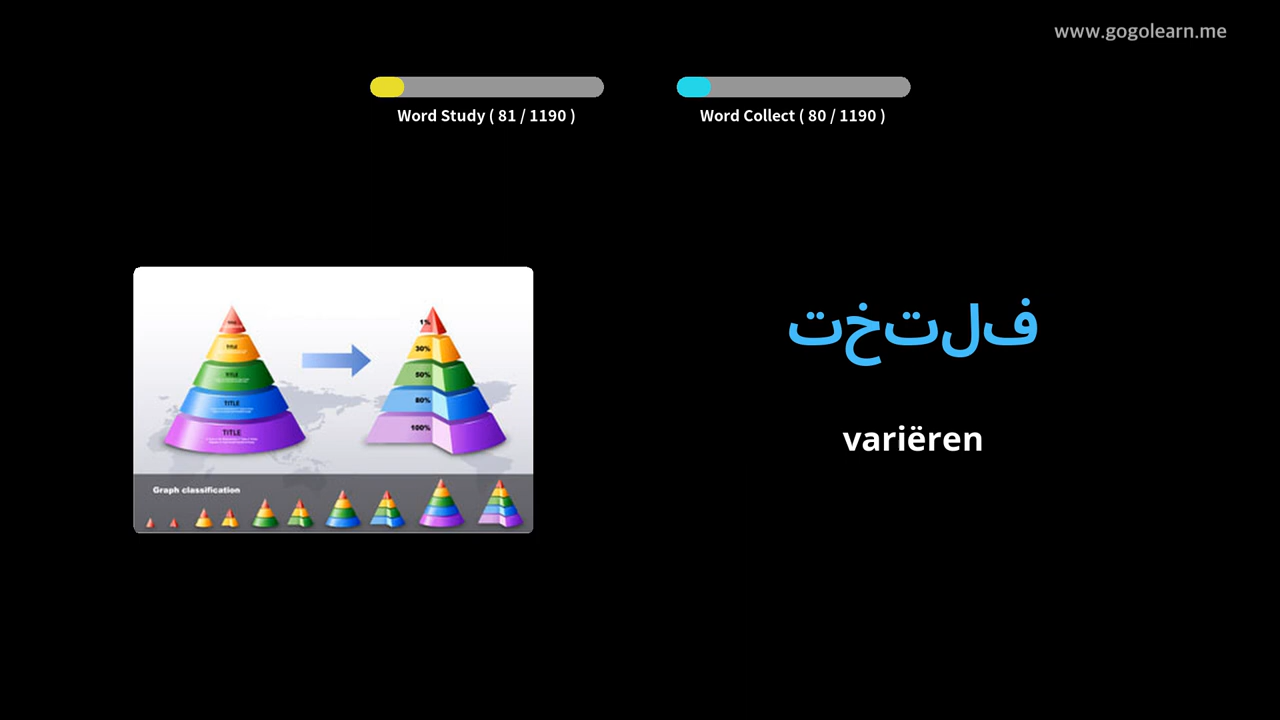 www.gogolearn.me
Word Study ( 81 / 1190 )
Word Collect ( 80 / 1190 )
تختلف
variëren
TITLE
TITLE
TITLE
TITLE
1%
30%
50%
80%
100%
Graph classification